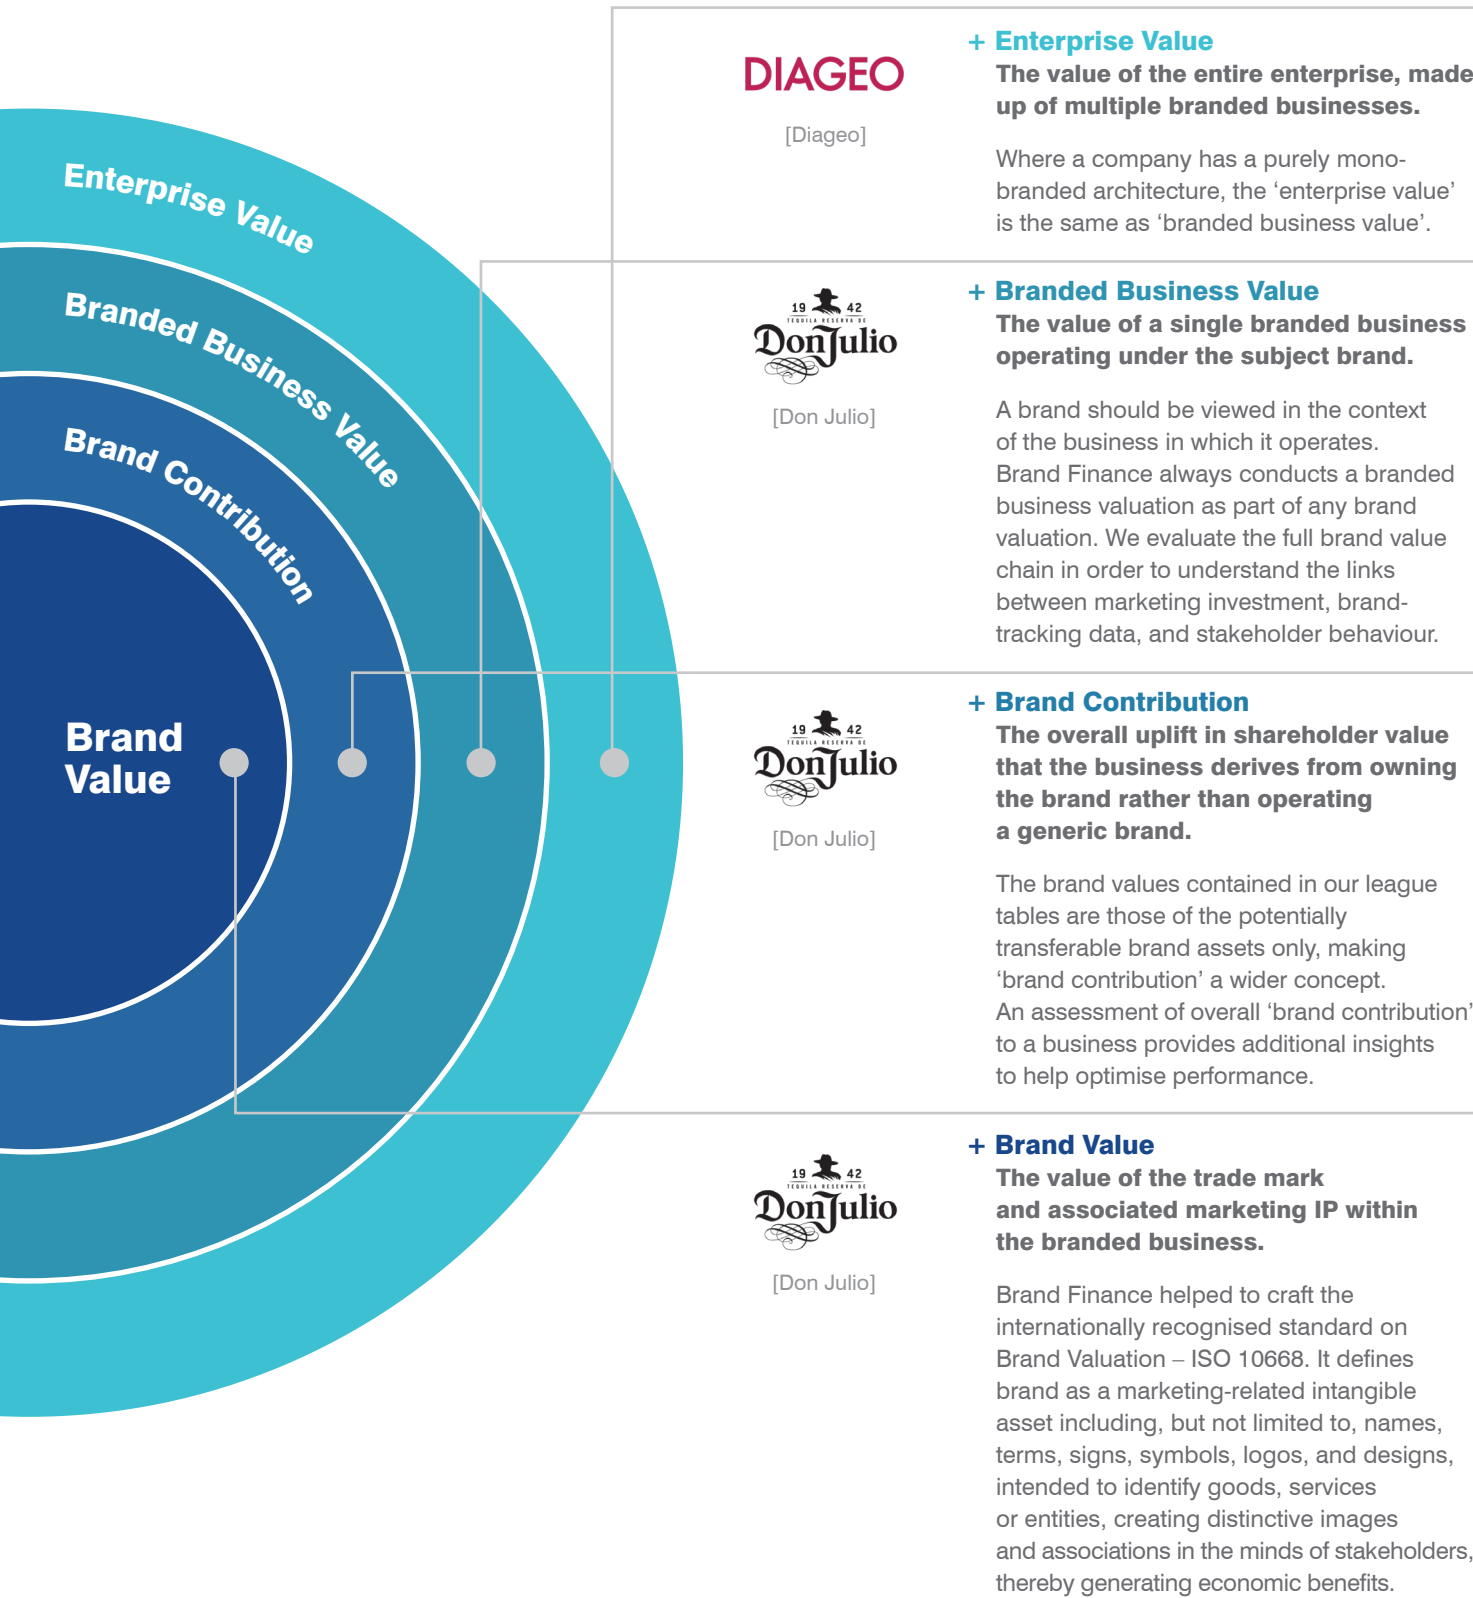 Enterprise Value
Branded Business Value
Brand Contribution
Brand
Value
DIAGEO
[Diageo]
+ Enterprise Value
The value of the entire enterprise, made
up of multiple branded businesses.
Where a company has a purely mono-
branded architecture, the ‘enterprise value’
is the same as ‘branded business value’.
19 42
TEQUILA RESERVA DE
DonJulio
[Don Julio]
+ Branded Business Value
The value of a single branded business
operating under the subject brand.
A brand should be viewed in the context
of the business in which it operates.
Brand Finance always conducts a branded
business valuation as part of any brand
valuation. We evaluate the full brand value
chain in order to understand the links
between marketing investment, brand-
tracking data, and stakeholder behaviour.
19 42
TEQUILA RESERVA DE
DonJulio
[Don Julio]
+ Brand Contribution
The overall uplift in shareholder value
that the business derives from owning
the brand rather than operating
a generic brand.
The brand values contained in our league
tables are those of the potentially
transferable brand assets only, making
‘brand contribution’ a wider concept.
An assessment of overall ‘brand contribution’
to a business provides additional insights
to help optimise performance.
19 42
TEQUILA RESERVA DE
DonJulio
[Don Julio]
+ Brand Value
The value of the trade mark
and associated marketing IP within
the branded business.
Brand Finance helped to craft the
internationally recognised standard on
Brand Valuation – ISO 10668. It defines
brand as a marketing-related intangible
asset including, but not limited to, names,
terms, signs, symbols, logos, and designs,
intended to identify goods, services
or entities, creating distinctive images
and associations in the minds of stakeholders,
thereby generating economic benefits.